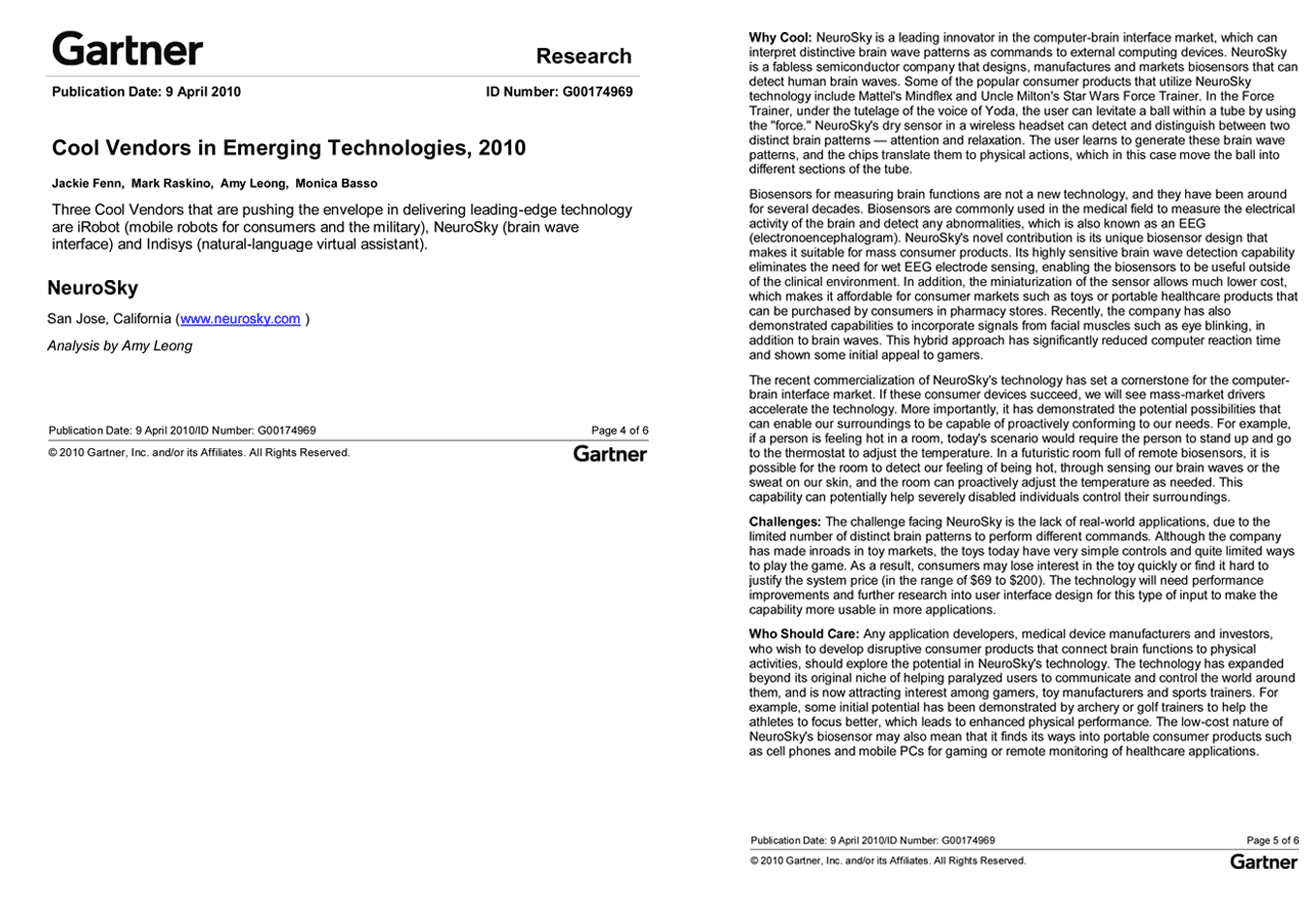 Gartner
Research
Publication Date: 9 April 2010
ID Number: G00174969
Cool Vendors in Emerging Technologies, 2010
Jackie Fenn, Mark Raskino, Amy Leong, Monica Basso
Three Cool Vendors that are pushing the envelope in delivering leading-edge technology
are iRobot (mobile robots for consumers and the military), NeuroSky (brain wave
interface) and Indisys (natural-language virtual assistant).
NeuroSky
San Jose, California (www.neurosky.com )
Analysis by Amy Leong
Publication Date: 9 April 2010/ID Number: G00174969
Page 4 of 6
© 2010 Gartner, Inc. and/or its Affiliates. All Rights Reserved.
Gartner
Why Cool: NeuroSky is a leading innovator in the computer-brain interface market, which can
interpret distinctive brain wave patterns as commands to external computing devices. NeuroSky
is a fabless semiconductor company that designs, manufactures and markets biosensors that can
detect human brain waves. Some of the popular consumer products that utilize NeuroSky
technology include Mattel's Mindflex and Uncle Milton's Star Wars Force Trainer. In the Force
Trainer, under the tutelage of the voice of Yoda, the user can levitate a ball within a tube by using
the "force." NeuroSky's dry sensor in a wireless headset can detect and distinguish between two
distinct brain patterns — attention and relaxation. The user learns to generate these brain wave
patterns, and the chips translate them to physical actions, which in this case move the ball into
different sections of the tube.
Biosensors for measuring brain functions are not a new technology, and they have been around
for several decades. Biosensors are commonly used in the medical field to measure the electrical
activity of the brain and detect any abnormalities, which is also known as an EEG
(electronoencephalogram). NeuroSky's novel contribution is its unique biosensor design that
makes it suitable for mass consumer products. Its highly sensitive brain wave detection capability
eliminates the need for wet EEG electrode sensing, enabling the biosensors to be useful outside
of the clinical environment. In addition, the miniaturization of the sensor allows much lower cost,
which makes it affordable for consumer markets such as toys or portable healthcare products that
can be purchased by consumers in pharmacy stores. Recently, the company has also
demonstrated capabilities to incorporate signals from facial muscles such as eye blinking, in
addition to brain waves. This hybrid approach has significantly reduced computer reaction time
and shown some initial appeal to gamers.
The recent commercialization of NeuroSky's technology has set a cornerstone for the computer-
brain interface market. If these consumer devices succeed, we will see mass-market drivers
accelerate the technology. More importantly, it has demonstrated the potential possibilities that
can enable our surroundings to be capable of proactively conforming to our needs. For example,
if a person is feeling hot in a room, today's scenario would require the person to stand up and go
to the thermostat to adjust the temperature. In a futuristic room full of remote biosensors, it is
possible for the room to detect our feeling of being hot, through sensing our brain waves or the
sweat on our skin, and the room can proactively adjust the temperature as needed. This
capability can potentially help severely disabled individuals control their surroundings.
Challenges: The challenge facing NeuroSky is the lack of real-world applications, due to the
limited number of distinct brain patterns to perform different commands. Although the company
has made inroads in toy markets, the toys today have very simple controls and quite limited ways
to play the game. As a result, consumers may lose interest in the toy quickly or find it hard to
justify the system price (in the range of $69 to $200). The technology will need performance
improvements and further research into user interface design for this type of input to make the
capability more usable in more applications.
Who Should Care: Any application developers, medical device manufacturers and investors,
who wish to develop disruptive consumer products that connect brain functions to physical
activities, should explore the potential in NeuroSky's technology. The technology has expanded
beyond its original niche of helping paralyzed users to communicate and control the world around
them, and is now attracting interest among gamers, toy manufacturers and sports trainers. For
example, some initial potential has been demonstrated by archery or golf trainers to help the
athletes to focus better, which leads to enhanced physical performance. The low-cost nature of
NeuroSky's biosensor may also mean that it finds its ways into portable consumer products such
as cell phones and mobile PCs for gaming or remote monitoring of healthcare applications.
Publication Date: 9 April 2010/ID Number: G00174969
Page 5 of 6
© 2010 Gartner, Inc. and/or its Affiliates. All Rights Reserved.
Gartner